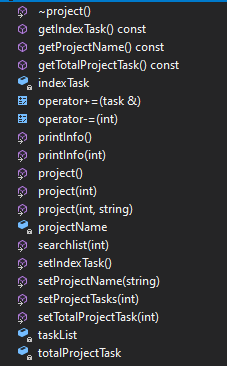 ~project()
getIndexTask() const
getProjectName() const
getTotalProjectTask() const
indexTask
operator+=(task &)
operator-=(int)
printInfo()
printInfo(int)
project()
project(int)
project(int, string)
projectName
searchlist(int)
setIndexTask()
setProjectName(string)
setProjectTasks(int)
setTotalProjectTask(int)
taskList
totalProjectTask